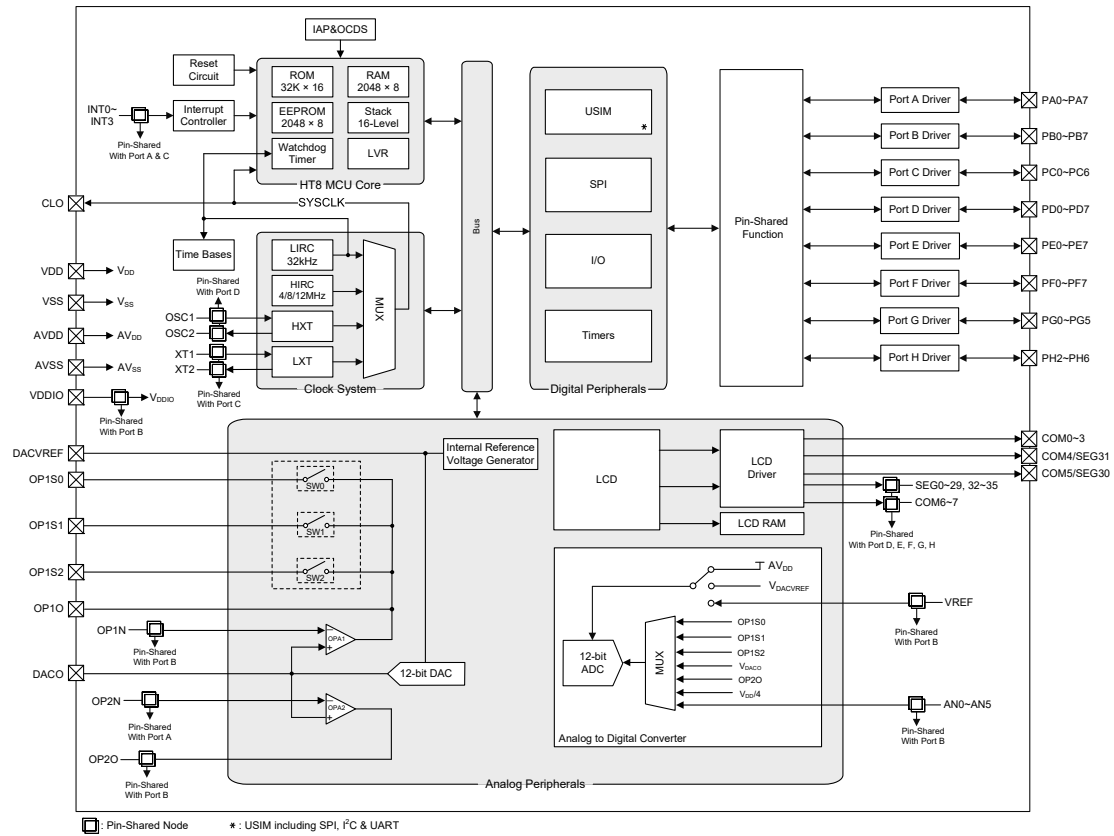 IAP&OCDS
Reset
Circuit
ROM
32K × 16
RAM
2048 × 8
INT0~
INT3
Interrupt
Controller
EEPROM
2048 × 8
Stack
16-Level
Pin-Shared
With Port A & C
Watchdog
Timer
LVR
HT8 MCU Core
CLO
SYSCLK
Time Bases
LIRC
32kHz
HIRC
4/8/12MHz
HXT
LXT
MUX
Clock System
VDD
VDD
VSS
VSS
AVDD
AVDD
AVSS
AVSS
VDDIO
VDDIO
Pin-Shared
With Port B
Pin-Shared
With Port D
OSC1
OSC2
XT1
XT2
Pin-Shared
With Port C
Bus
USIM
*
SPI
I/O
Timers
Digital Peripherals
Pin-Shared
Function
Port A Driver
PA0~PA7
Port B Driver
PB0~PB7
Port C Driver
PC0~PC6
Port D Driver
PD0~PD7
Port E Driver
PE0~PE7
Port F Driver
PF0~PF7
Port G Driver
PG0~PG5
Port H Driver
PH2~PH6
DACVREF
Internal Reference
Voltage Generator
OP1S0
SW0
OP1S1
SW1
OP1S2
SW2
OP1O
OP1N
Pin-Shared
With Port B
OPA1
DACO
12-bit DAC
OP2N
Pin-Shared
With Port A
OPA2
OP2O
Pin-Shared
With Port B
LCD
LCD
Driver
LCD RAM
COM0~3
COM4/SEG31
COM5/SEG30
SEG0~29, 32~35
COM6~7
Pin-Shared
With Port D, E, F, G, H
AVDD
VDACVREF
VREF
Pin-Shared
With Port B
12-bit
ADC
MUX
OP1S0
OP1S1
OP1S2
VDACO
OP2O
VDD/4
AN0~AN5
Pin-Shared
With Port B
Analog to Digital Converter
Analog Peripherals
: Pin-Shared Node
* : USIM including SPI, I²C & UART